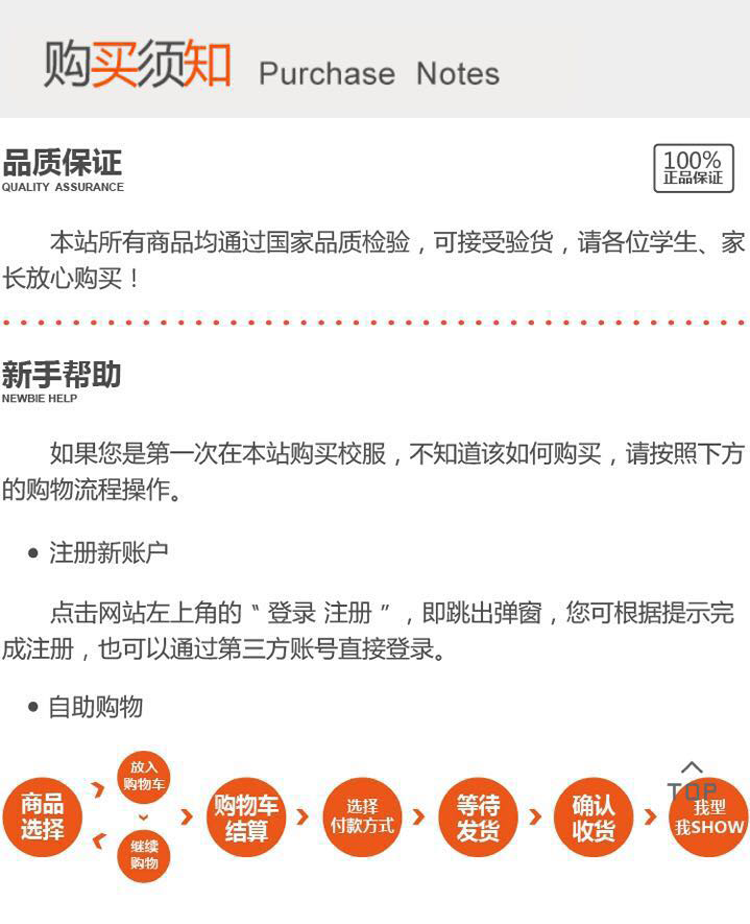 购买须知 Purchase Notes
品质保证
QUALITY ASSURANCE
100%
正品保证
本站所有商品均通过国家品质检验，可接受验货，请各位学生、家
长放心购买！
新手帮助
NEWBIE HELP
如果您是第一次在本站购买校服，不知道该如何购买，请按照下方
的购物流程操作。
• 注册新账户
点击网站左上角的“ 登录 注册 ”，即跳出弹窗，您可根据提示完
成注册，也可以通过第三方账号直接登录。
• 自助购物
商品
选择
放入
购物车
继续
购物
购物车
结算
选择
付款方式
等待
发货
确认
收货
TOP
我型
我SHOW